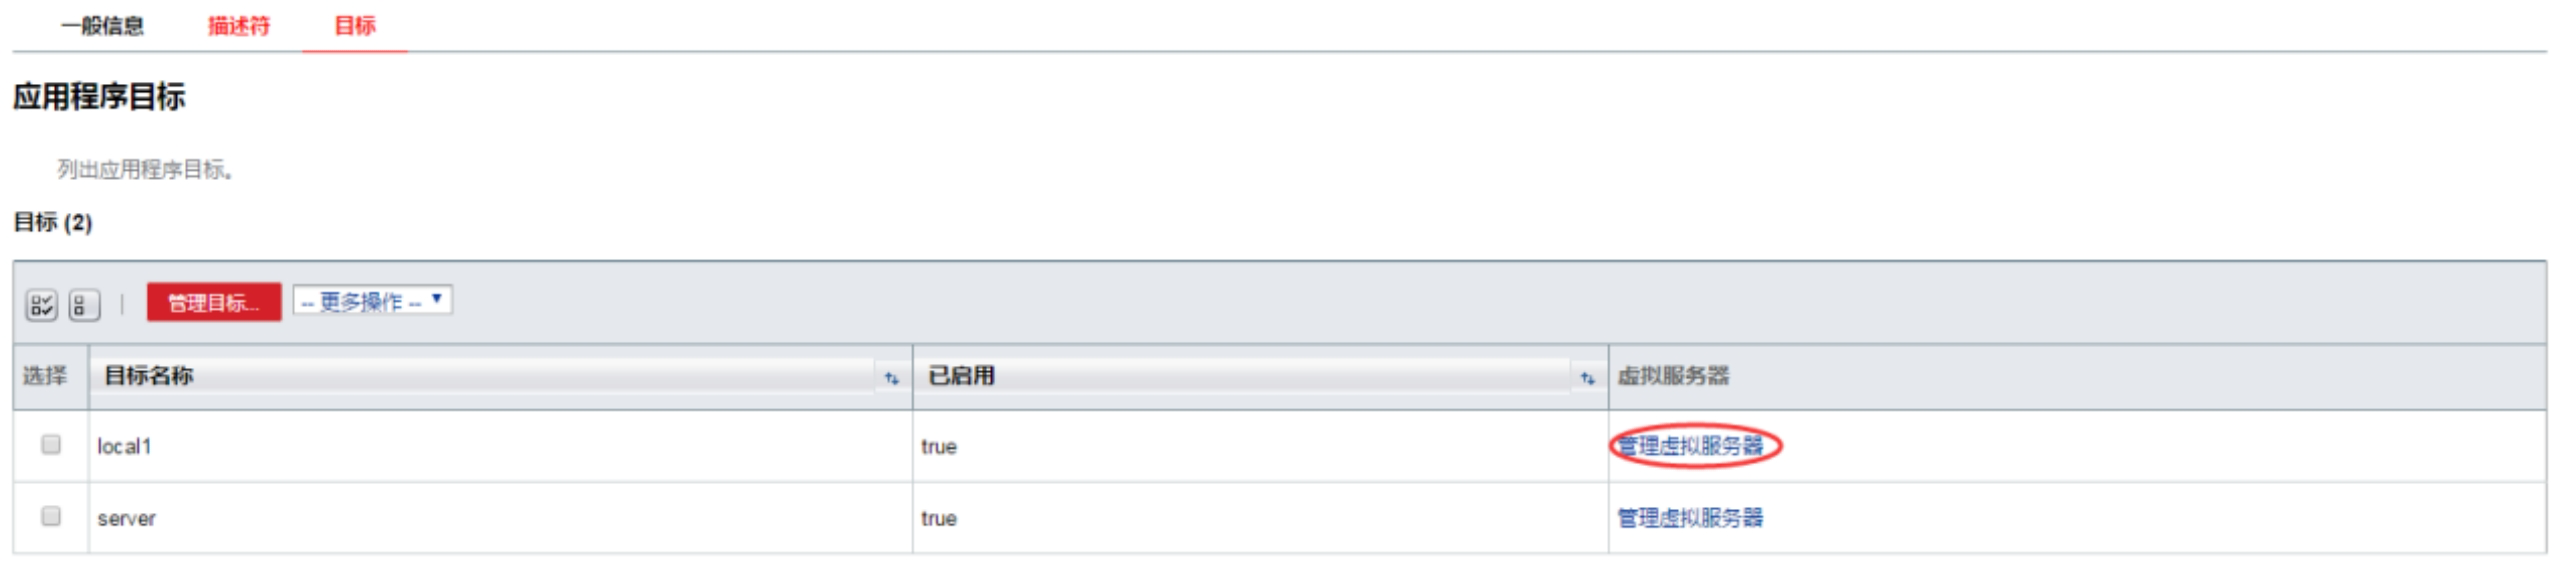 一般信息 描述符 目标
应用程序目标
列出应用程序目标。
目标 (2)
管理目标... -- 更多操作 --
选择 目标名称 已启用 虚拟服务器
local1 true 管理虚拟服务器
server true 管理虚拟服务器